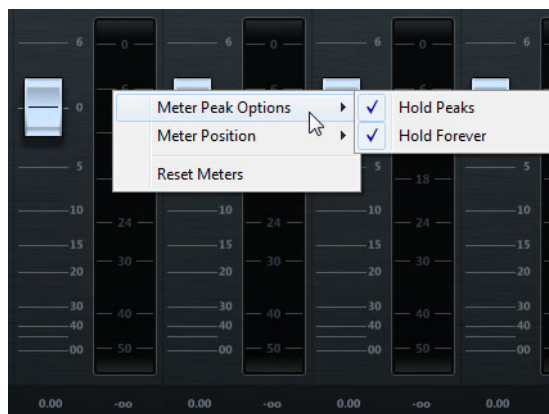 6 0 6 0 6 0 6
0 Meter Peak Options Hold Peaks
Meter Position Hold Forever
5 Reset Meters 5 18 5
10 24 10 24 10 24 10
15 15 15 15
20 30 20 30 20 30 20
30 40 30 40 30 40 30
40 40 40 40
00 50 00 50 00 50 00
0.00 -oo 0.00 -oo 0.00 -oo 0.00